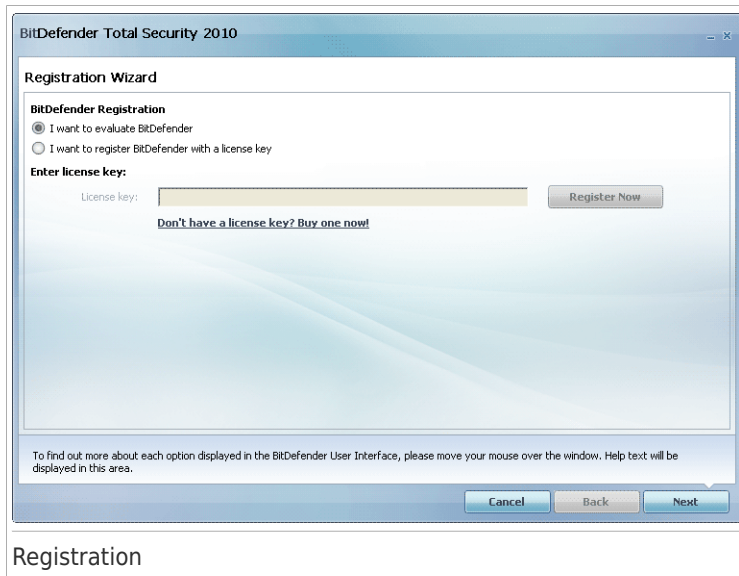 BitDefender Total Security 2010
Registration Wizard
BitDefender Registration
I want to evaluate BitDefender
I want to register BitDefender with a license key
Enter license key:
License key:
Register Now
Don't have a license key? Buy one now!
To find out more about each option displayed in the BitDefender User Interface, please move your mouse over the window. Help text will be
displayed in this area.
Cancel
Back
Next
Registration